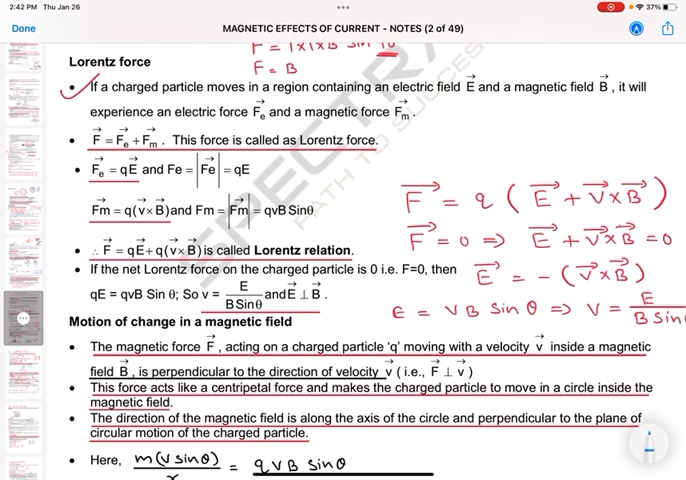 2:42 PM Thu Jan 26
37%
Done
MAGNETIC EFFECTS OF CURRENT - NOTES (2 of 49)
F = 1×1×B sin 90
F = B
Lorentz force
• If a charged particle moves in a region containing an electric field E⃗ and a magnetic field B⃗, it will
experience an electric force F⃗e and a magnetic force F⃗m.
• F⃗ = F⃗e + F⃗m. This force is called as Lorentz force.
• F⃗e = qE⃗ and Fe = |F⃗e| = qE
F⃗m = q(v⃗ × B⃗) and Fm = |F⃗m| = qvB Sinθ
F⃗ = q ( E⃗ + V⃗ × B⃗ )
F⃗ = 0 ⇒ E⃗ + V⃗ × B⃗ = 0
• ∴ F⃗ = qE⃗ + q(v⃗ × B⃗) is called Lorentz relation.
• If the net Lorentz force on the charged particle is 0 i.e. F=0, then
E⃗ = − (V⃗ × B⃗)
qE = qvB Sin θ; So v = E / B Sinθ and E⃗ ⊥ B⃗.
E = VB Sin θ ⇒ V = E / B Sin
Motion of change in a magnetic field
• The magnetic force F⃗, acting on a charged particle 'q' moving with a velocity v⃗ inside a magnetic
field B⃗, is perpendicular to the direction of velocity v⃗ ( i.e., F⃗ ⊥ v⃗ )
• This force acts like a centripetal force and makes the charged particle to move in a circle inside the
magnetic field.
• The direction of the magnetic field is along the axis of the circle and perpendicular to the plane of
circular motion of the charged particle.
• Here, m(V sinθ) / r = qVB sinθ
SPECTRA
PATH TO SUCCESS